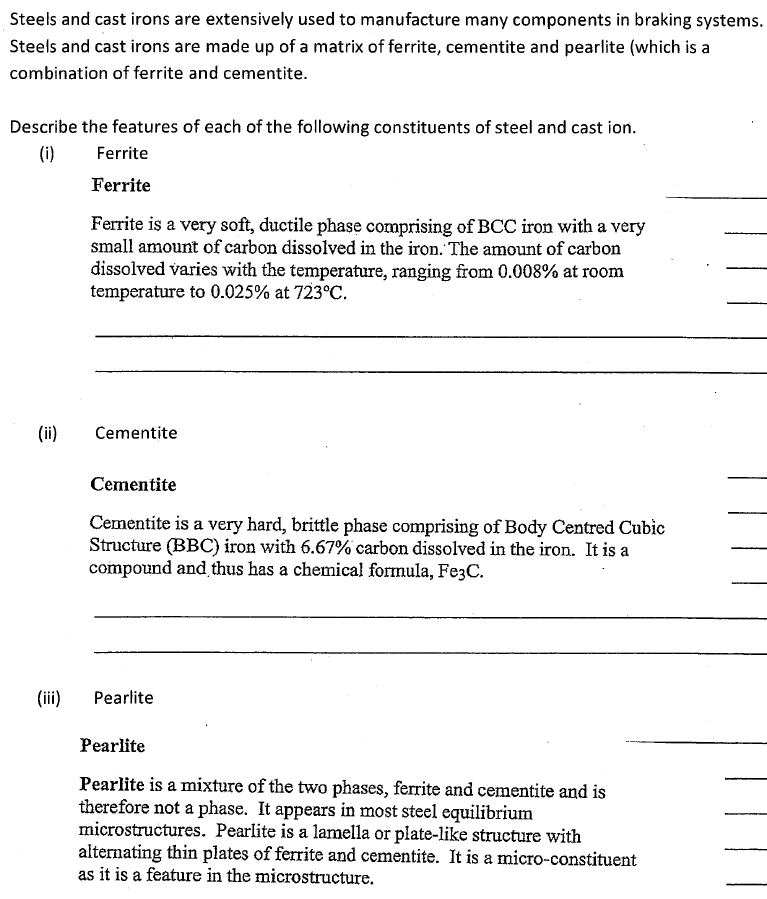 Steels and cast irons are extensively used to manufacture many components in braking systems.
Steels and cast irons are made up of a matrix of ferrite, cementite and pearlite (which is a
combination of ferrite and cementite.
Describe the features of each of the following constituents of steel and cast ion.
(i) Ferrite
Ferrite
Ferrite is a very soft, ductile phase comprising of BCC iron with a very
small amount of carbon dissolved in the iron. The amount of carbon
dissolved varies with the temperature, ranging from 0.008% at room
temperature to 0.025% at 723°C.
(ii) Cementite
Cementite
Cementite is a very hard, brittle phase comprising of Body Centred Cubic
Structure (BBC) iron with 6.67% carbon dissolved in the iron. It is a
compound and thus has a chemical formula, Fe3C.
(iii) Pearlite
Pearlite
Pearlite is a mixture of the two phases, ferrite and cementite and is
therefore not a phase. It appears in most steel equilibrium
microstructures. Pearlite is a lamella or plate-like structure with
alternating thin plates of ferrite and cementite. It is a micro-constituent
as it is a feature in the microstructure.